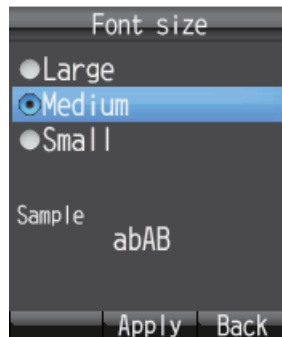 Font size
Large
Medium
Small
Sample
abAB
Apply Back